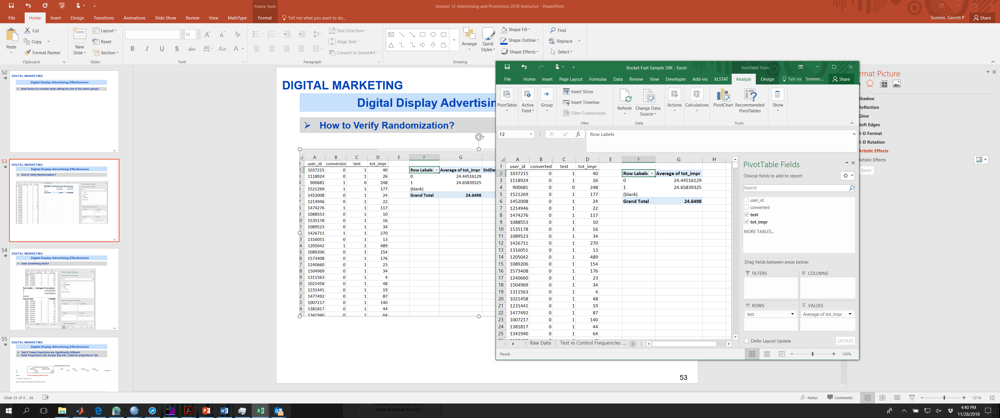 Session 12-Advertising and Promotion 2018 Instructor - PowerPoint
Picture Tools
File Home Insert Design Transitions Animations Slide Show Review View MathType Format Tell me what you want to do... Sonnier, Garrett P Share
Paste Cut Copy Format Painter Clipboard
New Slide Layout Reset Section Slides
16 B I U S abc AV Aa A Font
Text Direction Align Text Convert to SmartArt Paragraph
Arrange Quick Styles Shape Fill Shape Outline Shape Effects Drawing
Find Replace Select
52
DIGITAL MARKETING
Digital Display Advertising Effectiveness
What factors to consider when setting the size of the control group?
53
DIGITAL MARKETING
Digital Display Advertising Effectiveness
How to Verify Randomization?
54
DIGITAL MARKETING
Digital Display Advertising Effectiveness
Does Advertising Work?
PivotTable Fields
Row Labels Average of conversion
0 0.012903226
1 0.027258518
(blank)
Grand Total 0.02668
55
DIGITAL MARKETING
Digital Display Advertising Effectiveness
Test If These Proportions are Significantly Different
Enter Proportions and Sample Size into "z-test for proportions" tab
DIGITAL MARKETING
Digital Display Advertisin
How to Verify Randomization?
A B C D E F G
user_id conversion test tot_impr
1037215 0 1 40 Row Labels Average of tot_impr StdDe
1118924 0 1 26 0 24.44516129
900681 1 0 248 1 24.65839325
1521269 1 1 177 (blank)
1452008 0 1 24 Grand Total 24.6498
1214946 0 1 22
1474276 1 1 117
1088553 0 1 10
1535178 0 1 16
1089523 0 1 34
1426711 1 1 270
1316051 0 1 13
1205042 1 1 489
1089206 0 1 154
1573408 0 1 176
1240660 0 1 23
1504969 0 1 34
1311563 0 1 4
1021458 0 1 48
1231441 0 1 19
1477492 0 1 87
1007217 0 1 140
1381817 0 1 44
1341940 0 1 64
53
Rocket Fuel Sample 50K - Excel PivotTable Tools
File Home Insert Page Layout Formulas Data Review View Developer Add-ins XLSTAT Analyze Design Tell me Sonnier... Share
PivotTable Active Field Group
Insert Slicer
Insert Timeline
Filter Connections
Filter
Refresh Change Data Source Data
Actions Calculations PivotChart Recommended PivotTables Tools Show
F2 fx Row Labels
A B C D E F G H
1 user_id converted test tot_impr
2 1037215 0 1 40 Row Labels Average of tot_impr
3 1118924 0 1 26 0 24.44516129
4 900681 0 0 248 1 24.65839325
5 1521269 0 1 177 (blank)
6 1452008 0 1 24 Grand Total 24.6498
7 1214946 0 1 22
8 1474276 0 1 117
9 1088553 0 1 10
10 1535178 0 1 16
11 1089523 0 1 34
12 1426711 0 1 270
13 1316051 0 1 13
14 1205042 0 1 489
15 1089206 0 1 154
16 1573408 0 1 176
17 1240660 0 1 23
18 1504969 0 1 34
19 1311563 0 1 4
20 1021458 0 1 48
21 1231441 0 1 19
22 1477492 0 1 87
23 1007217 0 1 140
24 1381817 0 1 44
25 1341940 0 1 64
Raw Data Test vs Control Frequencies ...
Ready 100%
PivotTable Fields
Choose fields to add to report:
Search
user_id
converted
test
tot_impr
MORE TABLES...
Drag fields between areas below:
FILTERS COLUMNS
ROWS VALUES
test Average of tot_impr
Defer Layout Update UPDATE
rmat Picture
Shadow
Reflection
Glow
Soft Edges
3-D Format
3-D Rotation
Artistic Effects
Artistic Effects
Reset
Slide 53 of 0 .. 66 Notes Comments 121%
Convert and edit PDFs
with Acrobat Pro DC
4:40 PM
11/28/2018